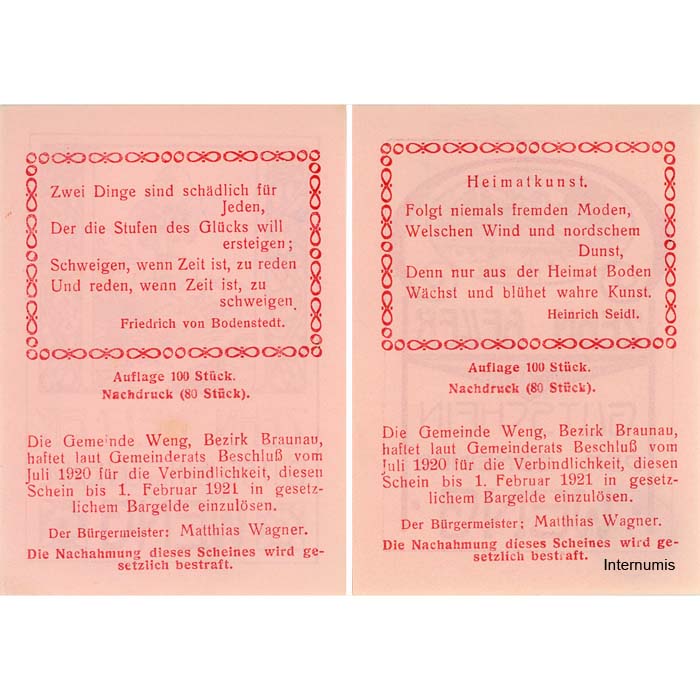 Zwei Dinge sind schädlich für
Jeden,
Der die Stufen des Glücks will
ersteigen;
Schweigen, wenn Zeit ist, zu reden
Und reden, wenn Zeit ist, zu
schweigen.
Friedrich von Bodenstedt.
Auflage 100 Stück.
Nachdruck (80 Stück).
Die Gemeinde Weng, Bezirk Braunau,
haftet laut Gemeinderats Beschluß vom
Juli 1920 für die Verbindlichkeit, diesen
Schein bis 1. Februar 1921 in gesetz-
lichem Bargelde einzulösen.
Der Bürgermeister: Matthias Wagner.
Die Nachahmung dieses Scheines wird ge-
setzlich bestraft.
Heimatkunst.
Folgt niemals fremden Moden,
Welschen Wind und nordschem
Dunst,
Denn nur aus der Heimat Boden
Wächst und blühet wahre Kunst.
Heinrich Seidl.
Auflage 100 Stück.
Nachdruck (80 Stück).
Die Gemeinde Weng, Bezirk Braunau,
haftet laut Gemeinderats Beschluß vom
Juli 1920 für die Verbindlichkeit, diesen
Schein bis 1. Februar 1921 in gesetz-
lichem Bargelde einzulösen.
Der Bürgermeister: Matthias Wagner.
Die Nachahmung dieses Scheines wird ge-
setzlich bestraft.
Internumis